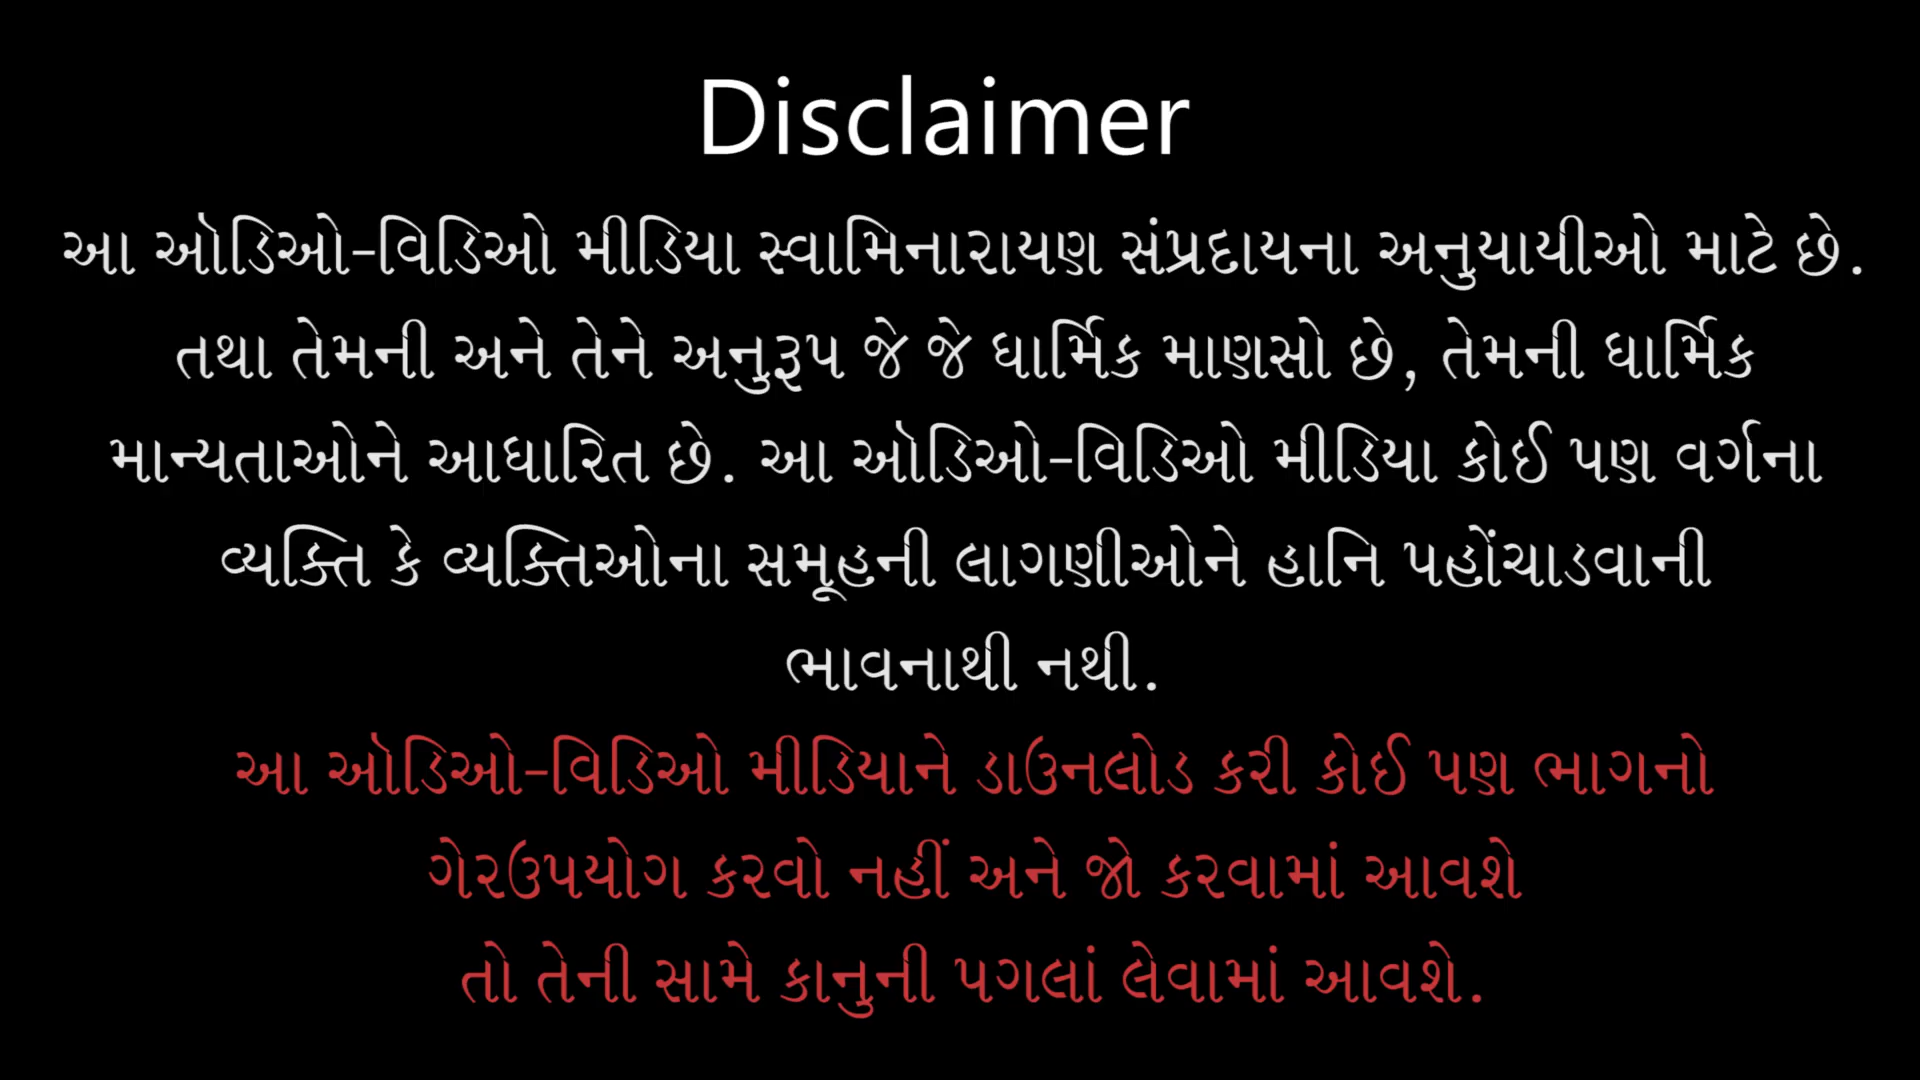 Disclaimer
આ ઑડિઓ-વિડિઓ મીડિયા સ્વામિનારાયણ સંપ્રદાયના અનુયાયીઓ માટે છે.
તથા તેમની અને તેને અનુરૂપ જે જે ધાર્મિક માણસો છે, તેમની ધાર્મિક
માન્યતાઓને આધારિત છે. આ ઑડિઓ-વિડિઓ મીડિયા કોઈ પણ વર્ગના
વ્યક્તિ કે વ્યક્તિઓના સમૂહની લાગણીઓને હાનિ પહોંચાડવાની
ભાવનાથી નથી.
આ ઑડિઓ-વિડિઓ મીડિયાને ડાઉનલોડ કરી કોઈ પણ ભાગનો
ગેરઉપયોગ કરવો નહીં અને જો કરવામાં આવશે
તો તેની સામે કાનુની પગલાં લેવામાં આવશે.